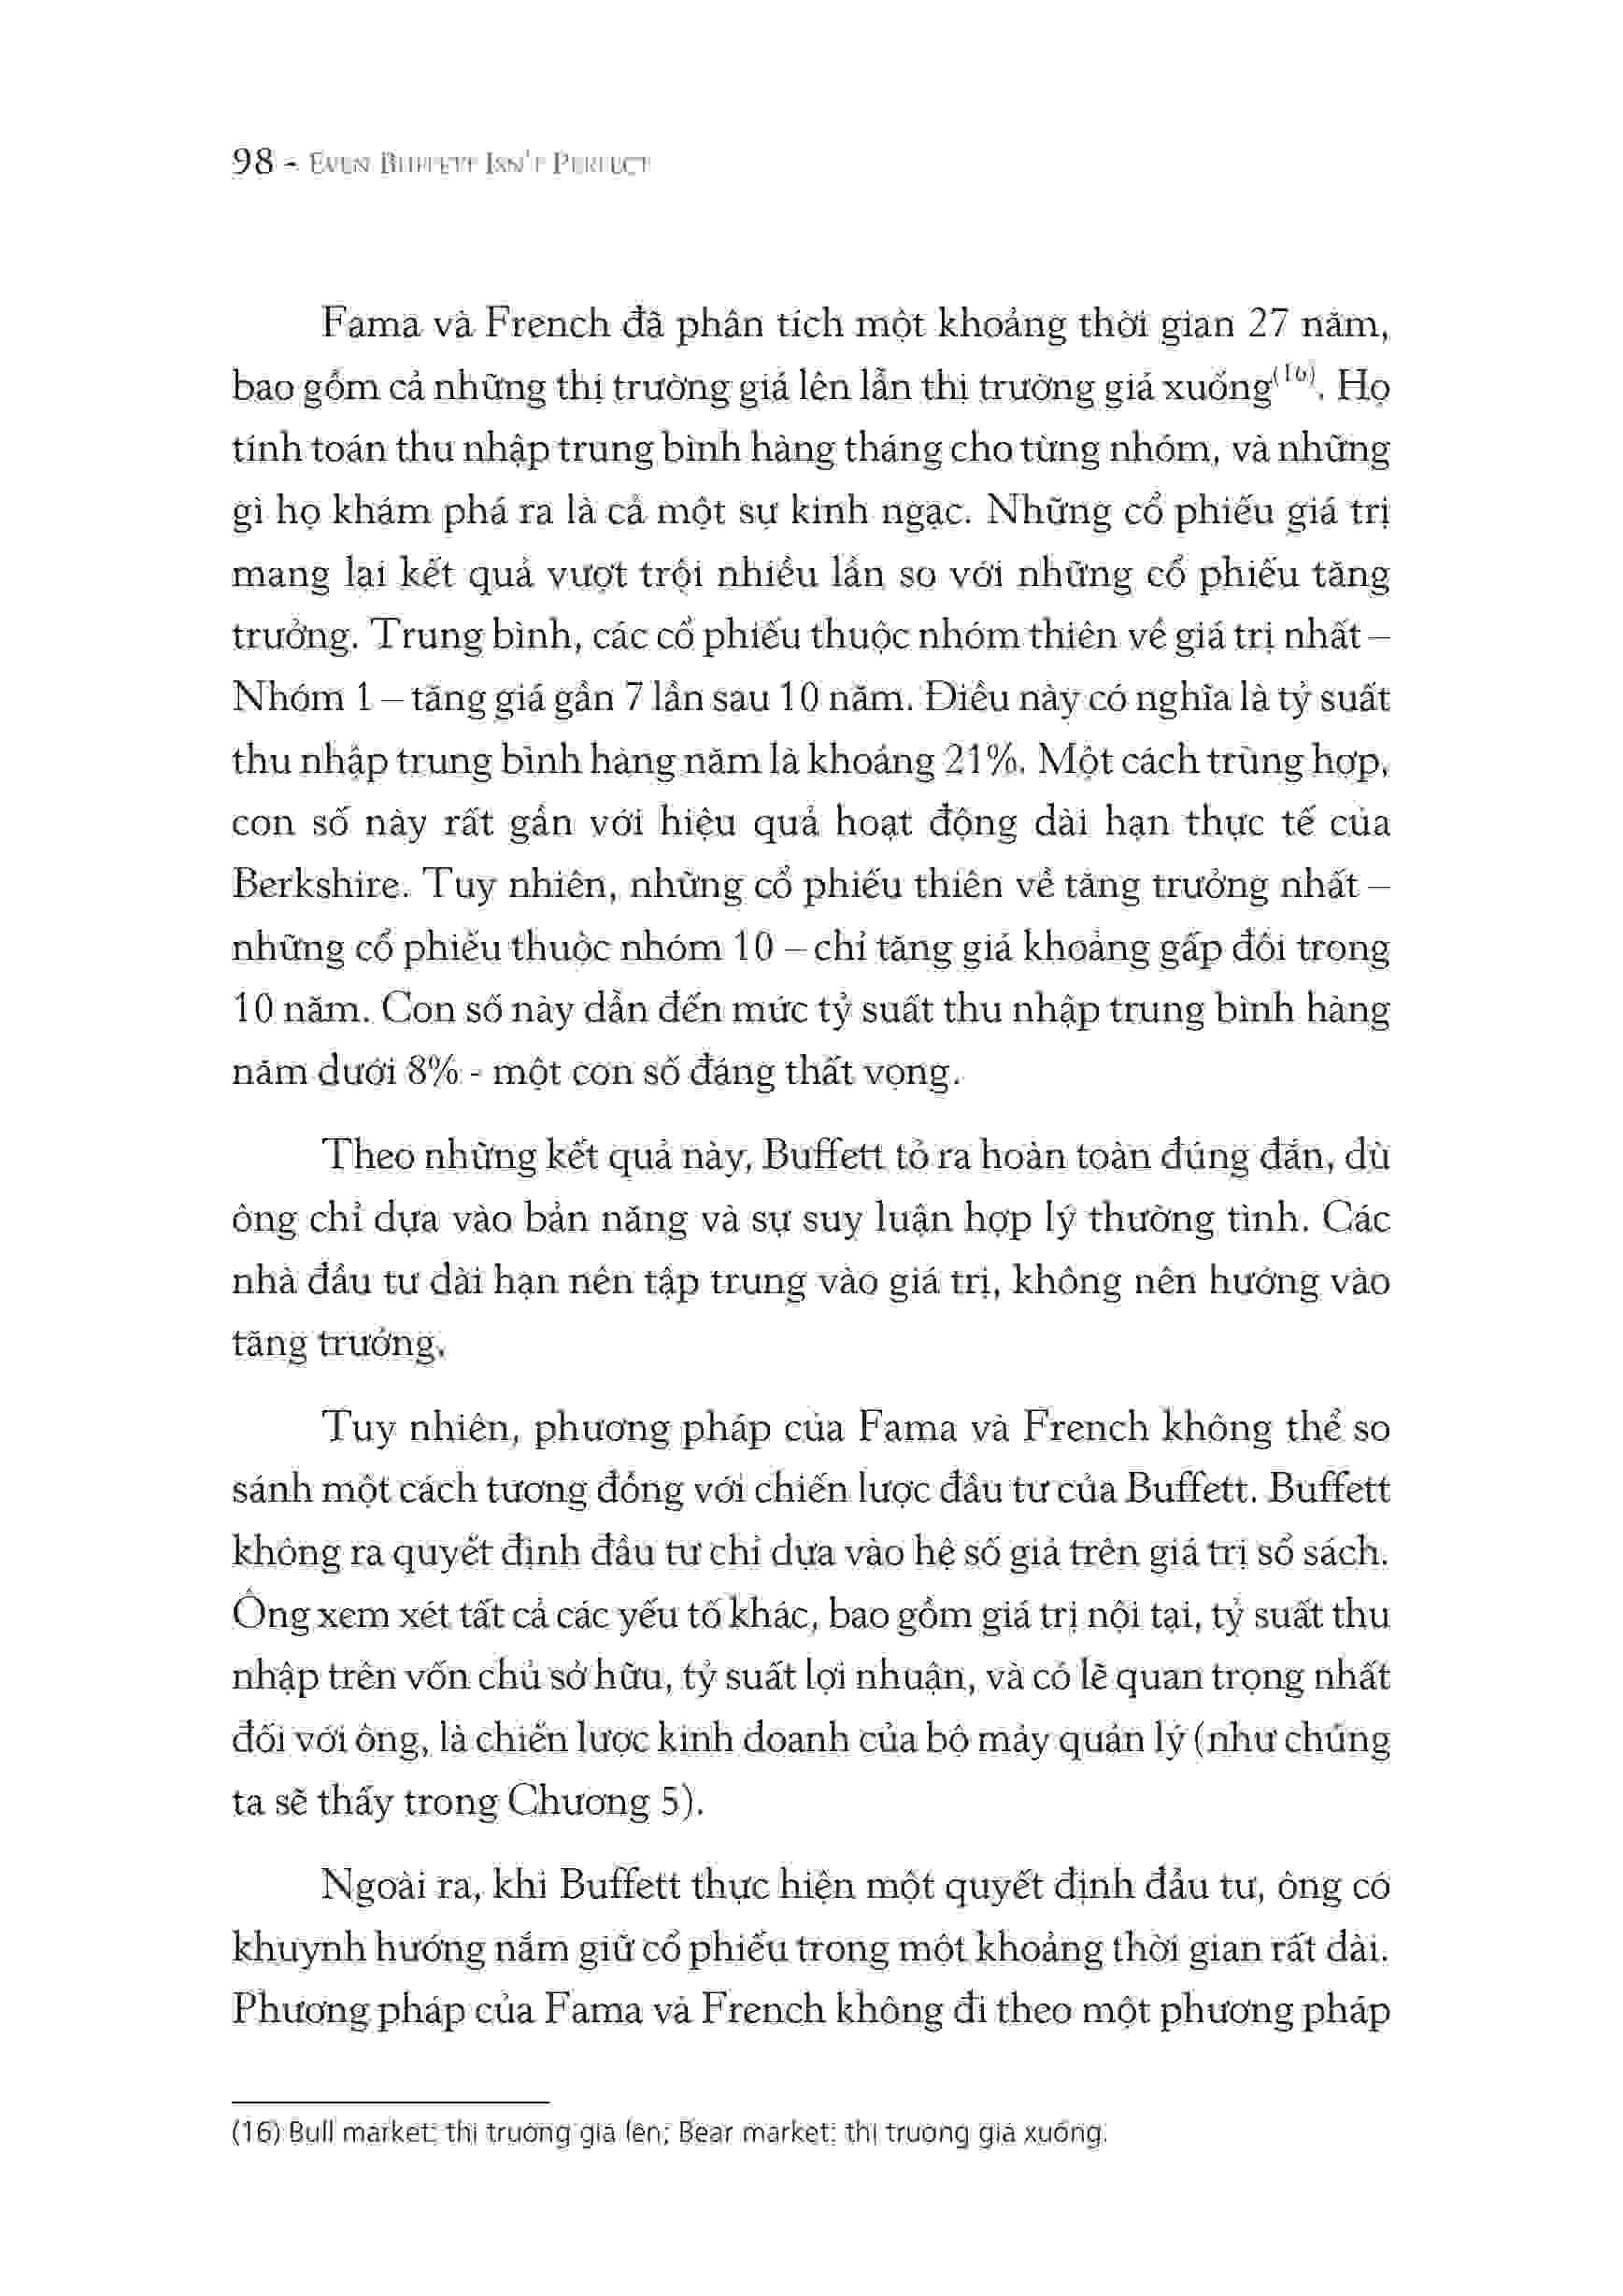 98 - EVEN BUFFETT ISN'T PERFECT
Fama và French đã phân tích một khoảng thời gian 27 năm,
bao gồm cả những thị trường giá lên lẫn thị trường giá xuống(16). Họ
tính toán thu nhập trung bình hàng tháng cho từng nhóm, và những
gì họ khám phá ra là cả một sự kinh ngạc. Những cổ phiếu giá trị
mang lại kết quả vượt trội nhiều lần so với những cổ phiếu tăng
trưởng. Trung bình, các cổ phiếu thuộc nhóm thiên về giá trị nhất –
Nhóm 1 – tăng giá gần 7 lần sau 10 năm. Điều này có nghĩa là tỷ suất
thu nhập trung bình hàng năm là khoảng 21%. Một cách trùng hợp,
con số này rất gần với hiệu quả hoạt động dài hạn thực tế của
Berkshire. Tuy nhiên, những cổ phiếu thiên về tăng trưởng nhất –
những cổ phiếu thuộc nhóm 10 – chỉ tăng giá khoảng gấp đôi trong
10 năm. Con số này dẫn đến mức tỷ suất thu nhập trung bình hàng
năm dưới 8% - một con số đáng thất vọng.
Theo những kết quả này, Buffett tỏ ra hoàn toàn đúng đắn, dù
ông chỉ dựa vào bản năng và sự suy luận hợp lý thường tình. Các
nhà đầu tư dài hạn nên tập trung vào giá trị, không nên hướng vào
tăng trưởng.
Tuy nhiên, phương pháp của Fama và French không thể so
sánh một cách tương đồng với chiến lược đầu tư của Buffett. Buffett
không ra quyết định đầu tư chỉ dựa vào hệ số giá trên giá trị sổ sách.
Ông xem xét tất cả các yếu tố khác, bao gồm giá trị nội tại, tỷ suất thu
nhập trên vốn chủ sở hữu, tỷ suất lợi nhuận, và có lẽ quan trọng nhất
đối với ông, là chiến lược kinh doanh của bộ máy quản lý (như chúng
ta sẽ thấy trong Chương 5).
Ngoài ra, khi Buffett thực hiện một quyết định đầu tư, ông có
khuynh hướng nắm giữ cổ phiếu trong một khoảng thời gian rất dài.
Phương pháp của Fama và French không đi theo một phương pháp
(16) Bull market: thị trường giá lên; Bear market: thị trường giá xuống.